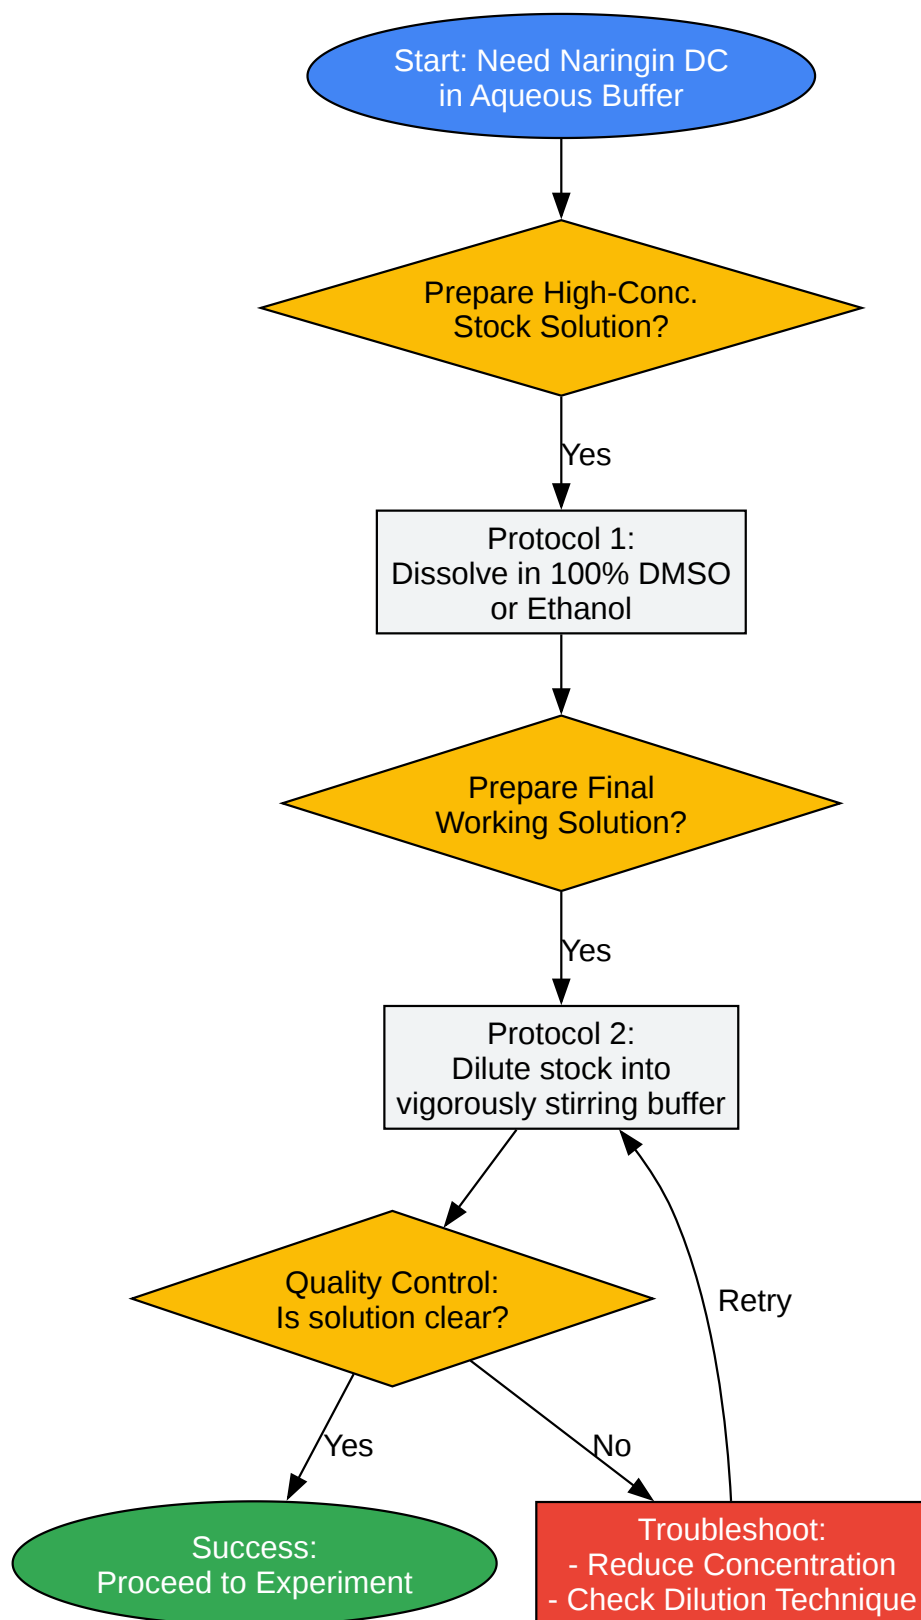 Start: Need Naringin DC
in Aqueous Buffer
Prepare High-Conc.
Stock Solution?
Yes
Protocol 1:
Dissolve in 100% DMSO
or Ethanol
Prepare Final
Working Solution?
Yes
Protocol 2:
Dilute stock into
vigorously stirring buffer
Quality Control:
Is solution clear?
Retry
Yes
No
Success:
Proceed to Experiment
Troubleshoot:
- Reduce Concentration
- Check Dilution Technique